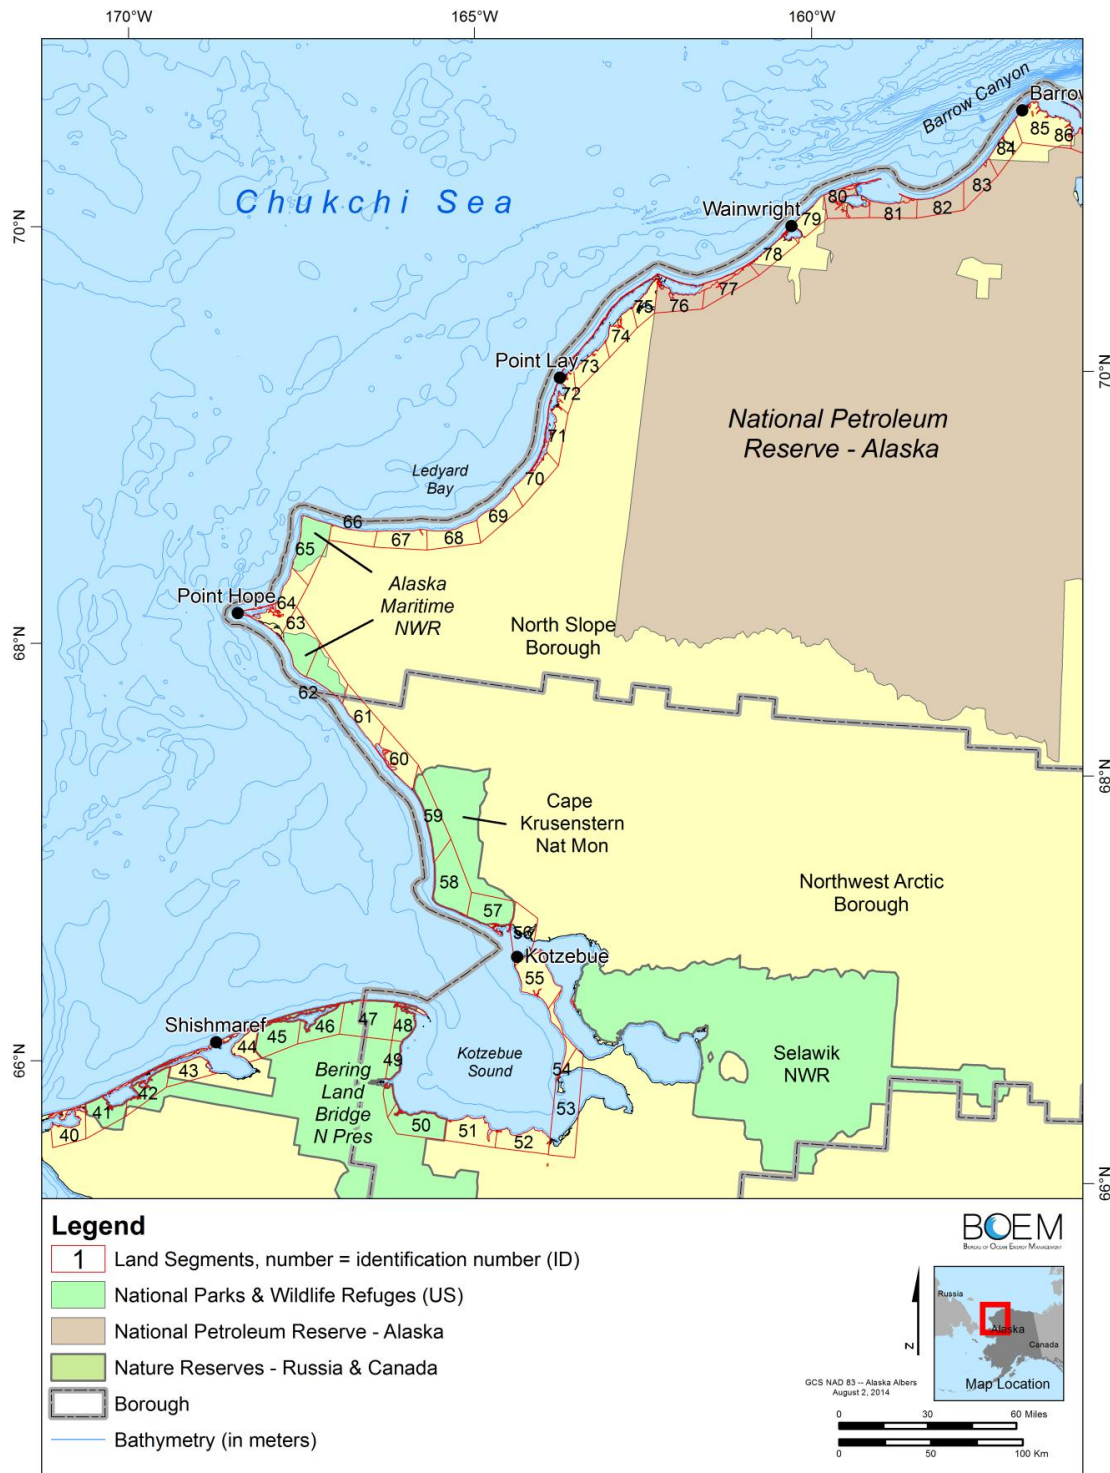 170°W
165°W
160°W
Barrow Canyon
Barrow
85
86
84
83
80
81
82
Wainwright
79
78
Chukchi Sea
70°N
77
76
75
74
Point Lay
73
72
70°N
71
National Petroleum
Reserve - Alaska
Ledyard
Bay
70
69
66
67
68
65
Alaska
Maritime
NWR
Point Hope
64
63
North Slope
Borough
68°N
62
61
60
68°N
Cape
Krusenstern
Nat Mon
59
58
57
Northwest Arctic
Borough
56
Kotzebue
55
Shishmaref
47
48
46
45
44
49
Kotzebue
Sound
Selawik
NWR
66°N
43
54
Bering
Land
Bridge
N Pres
42
41
40
53
50
51
52
66°N
Legend
1 Land Segments, number = identification number (ID)
National Parks & Wildlife Refuges (US)
National Petroleum Reserve - Alaska
Nature Reserves - Russia & Canada
Borough
Bathymetry (in meters)
BOEM
Bureau of Ocean Energy Management
Russia
Alaska
Canada
Map Location
N
GCS NAD 83 -- Alaska Albers
August 2, 2014
0 30 60 Miles
0 50 100 Km